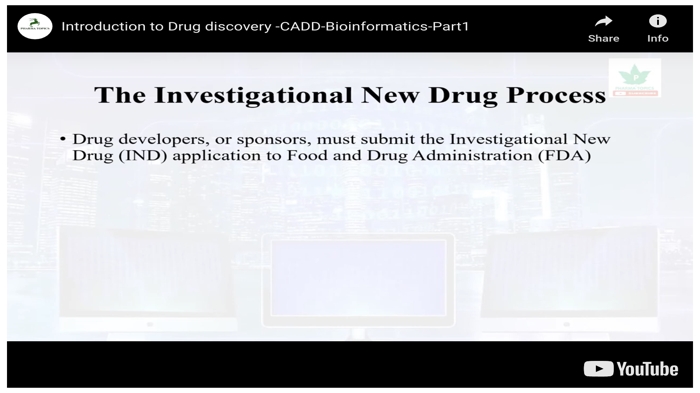 Introduction to Drug discovery -CADD-Bioinformatics-Part1
Share
Info
The Investigational New Drug Process
• Drug developers, or sponsors, must submit the Investigational New
Drug (IND) application to Food and Drug Administration (FDA)
YouTube